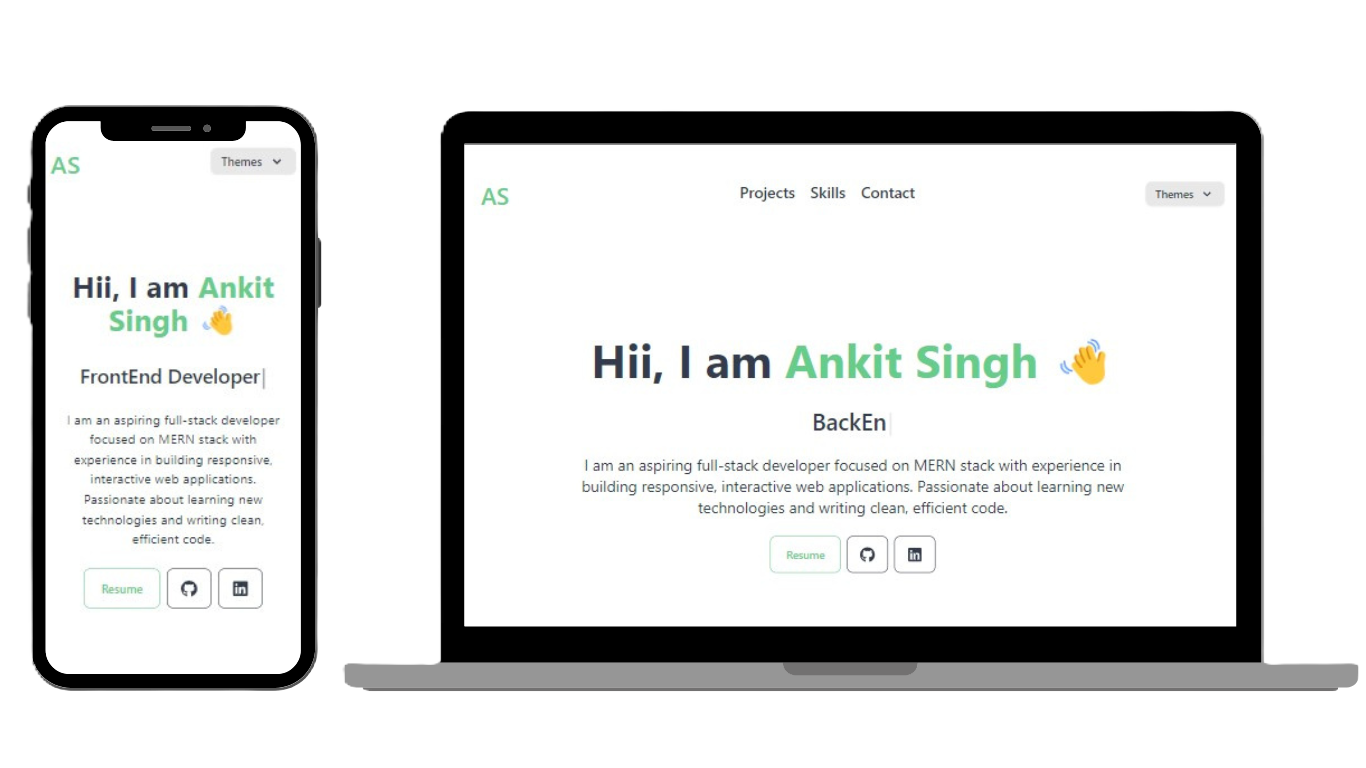 AS
Themes
Hii, I am Ankit
Singh 👋
FrontEnd Developer|
I am an aspiring full-stack developer
focused on MERN stack with
experience in building responsive,
interactive web applications.
Passionate about learning new
technologies and writing clean,
efficient code.
Resume
in
AS
Projects Skills Contact
Themes
Hii, I am Ankit Singh 👋
BackEn|
I am an aspiring full-stack developer focused on MERN stack with experience in
building responsive, interactive web applications. Passionate about learning new
technologies and writing clean, efficient code.
Resume
in